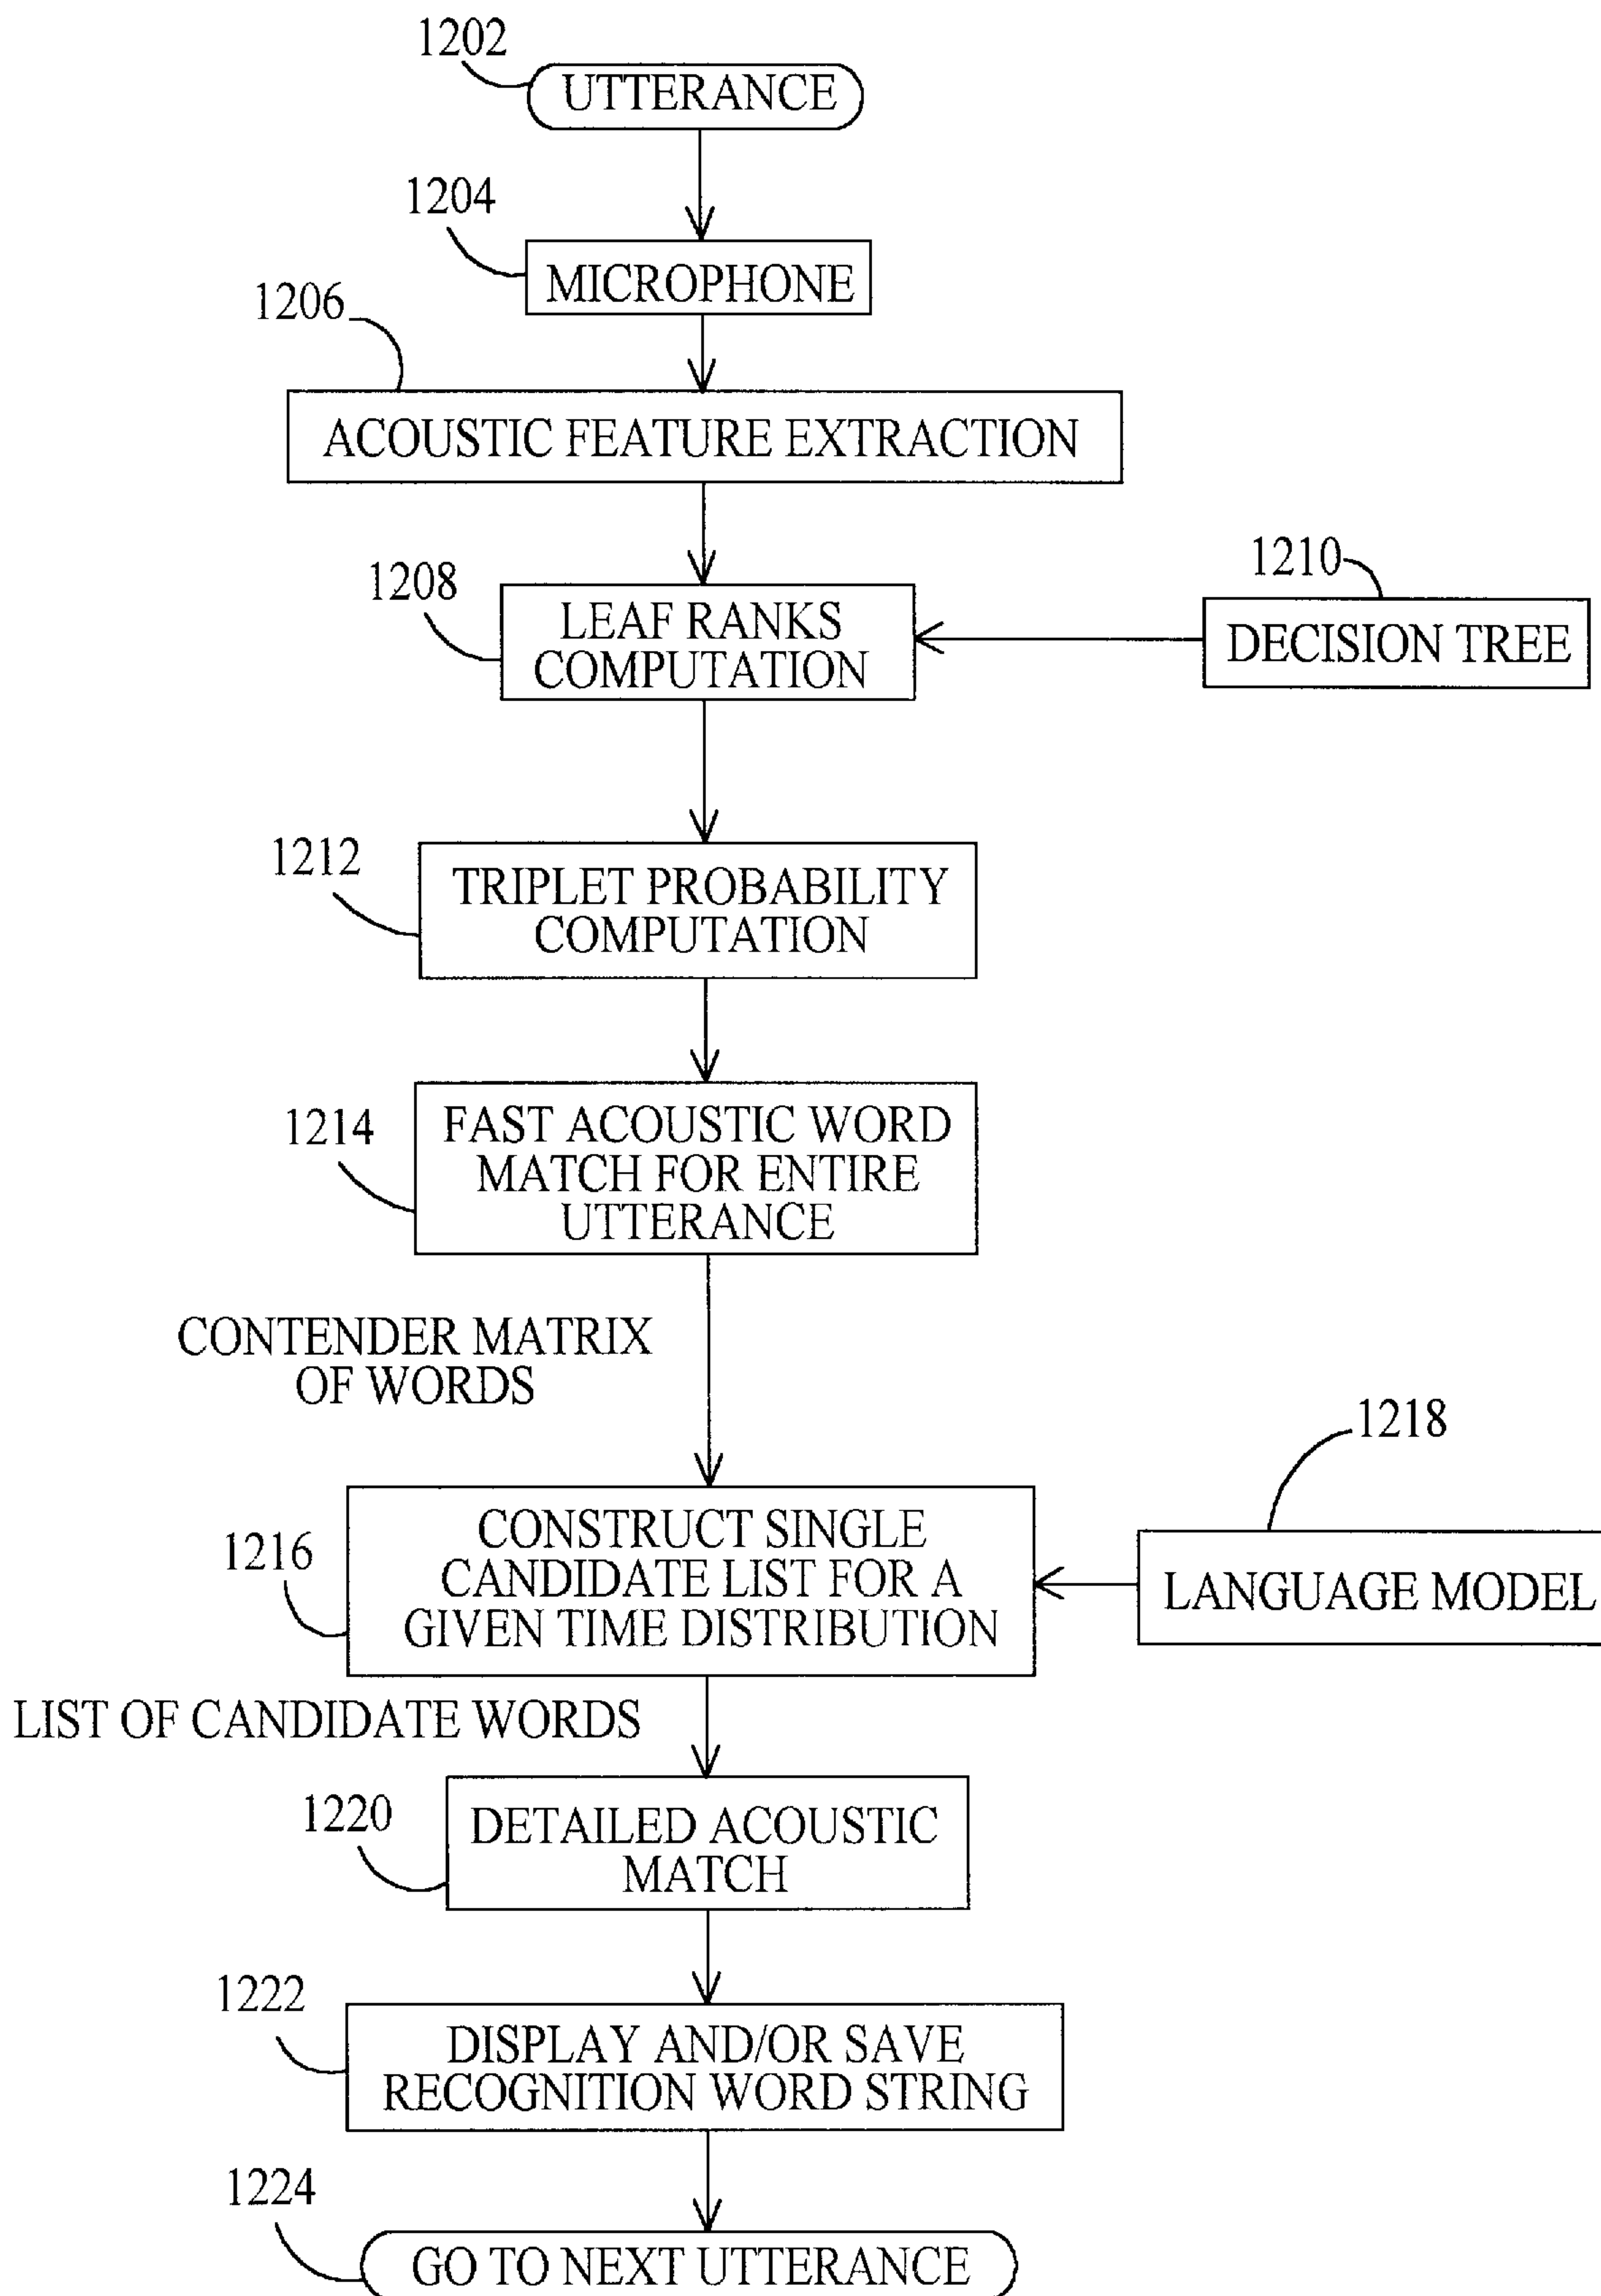 1202
UTTERANCE
1204
MICROPHONE
1206
ACOUSTIC FEATURE EXTRACTION
1208
LEAF RANKS
COMPUTATION
1210
DECISION TREE
1212
TRIPLET PROBABILITY
COMPUTATION
1214
FAST ACOUSTIC WORD
MATCH FOR ENTIRE
UTTERANCE
CONTENDER MATRIX
OF WORDS
1216
CONSTRUCT SINGLE
CANDIDATE LIST FOR A
GIVEN TIME DISTRIBUTION
1218
LANGUAGE MODEL
LIST OF CANDIDATE WORDS
1220
DETAILED ACOUSTIC
MATCH
1222
DISPLAY AND/OR SAVE
RECOGNITION WORD STRING
1224
GO TO NEXT UTTERANCE